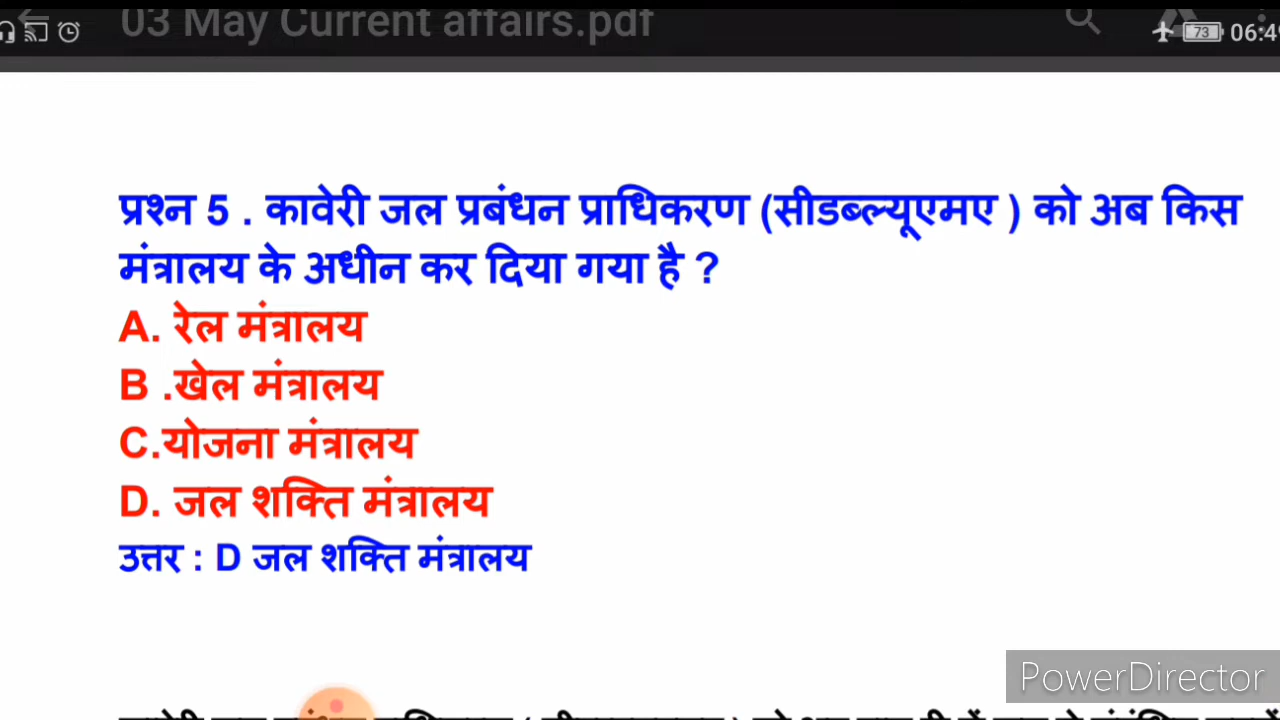 03 May Current affairs.pdf
73 06:4
प्रश्न 5 . कावेरी जल प्रबंधन प्राधिकरण (सीडब्ल्यूएमए ) को अब किस
मंत्रालय के अधीन कर दिया गया है ?
A. रेल मंत्रालय
B .खेल मंत्रालय
C.योजना मंत्रालय
D. जल शक्ति मंत्रालय
उत्तर : D जल शक्ति मंत्रालय
PowerDirector